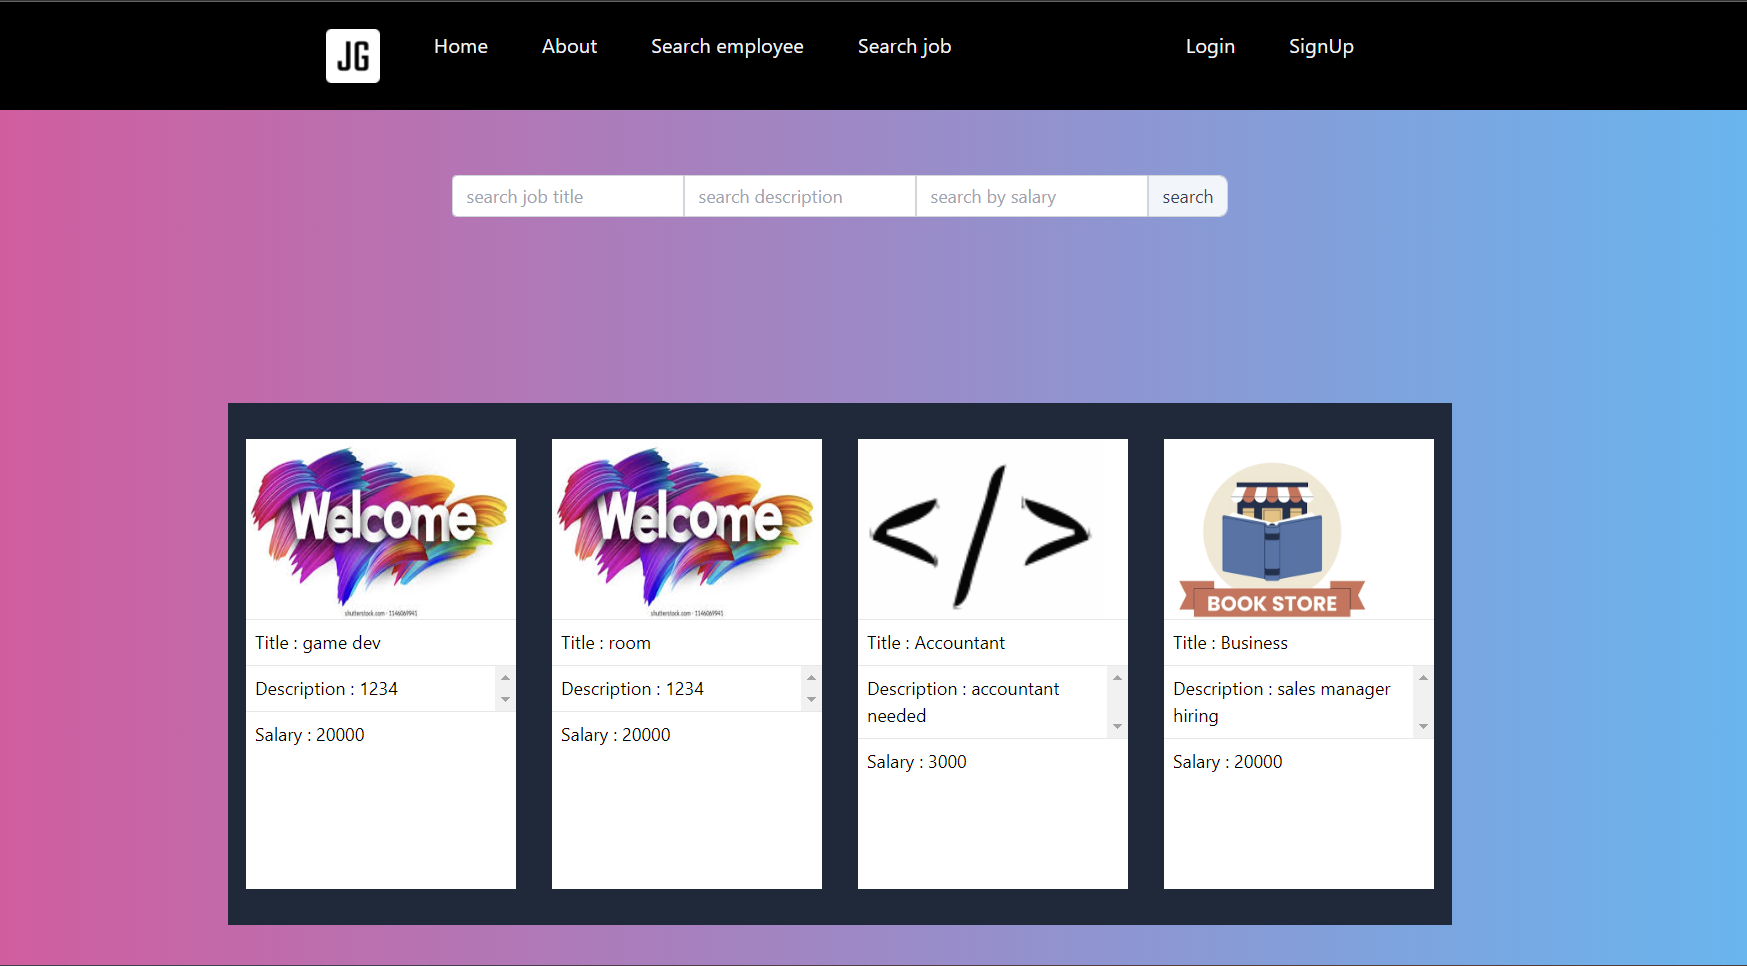 JG
Home
About
Search employee
Search job
Login
SignUp
search job title
search description
search by salary
search
Welcome
shutterstock.com · 1146069941
Title : game dev
Description : 1234
Salary : 20000
Welcome
shutterstock.com · 1146069941
Title : room
Description : 1234
Salary : 20000
</>
Title : Accountant
Description : accountant
needed
Salary : 3000
BOOK STORE
Title : Business
Description : sales manager
hiring
Salary : 20000